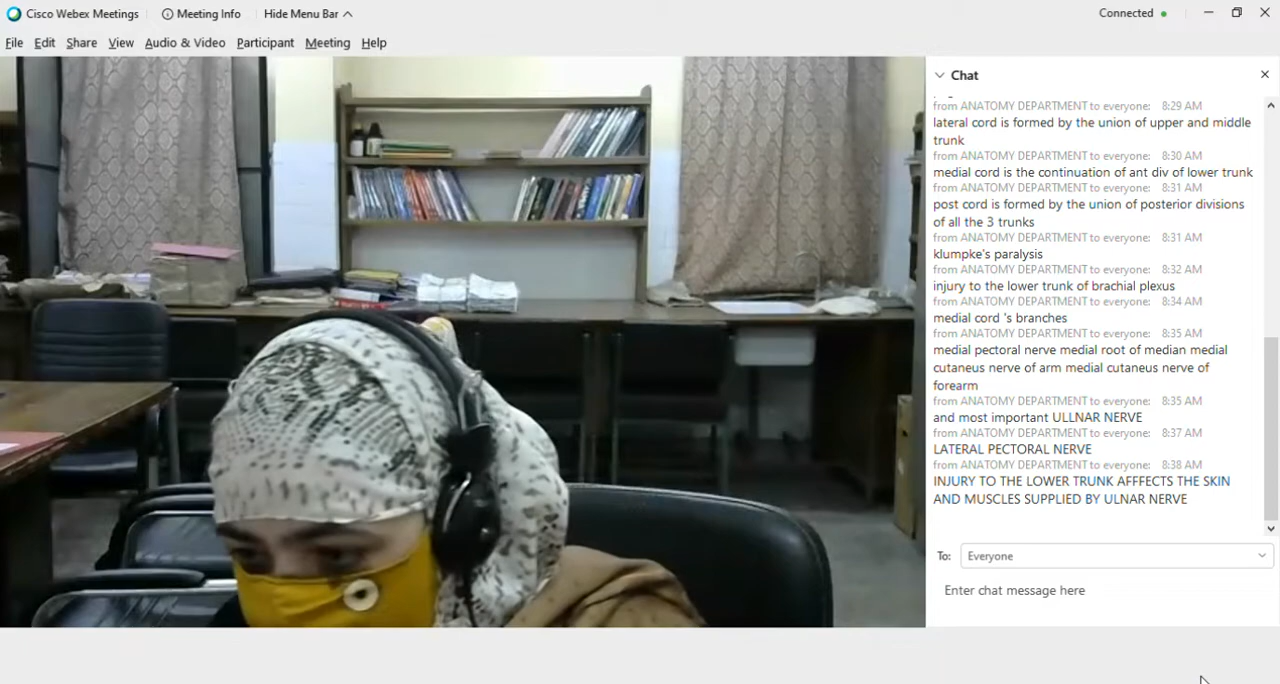 Cisco Webex Meetings
Meeting Info
Hide Menu Bar
Connected
File Edit Share View Audio & Video Participant Meeting Help
Chat
from ANATOMY DEPARTMENT to everyone: 8:29 AM
lateral cord is formed by the union of upper and middle
trunk
from ANATOMY DEPARTMENT to everyone: 8:30 AM
medial cord is the continuation of ant div of lower trunk
from ANATOMY DEPARTMENT to everyone: 8:31 AM
post cord is formed by the union of posterior divisions
of all the 3 trunks
from ANATOMY DEPARTMENT to everyone: 8:31 AM
klumpke's paralysis
from ANATOMY DEPARTMENT to everyone: 8:32 AM
injury to the lower trunk of brachial plexus
from ANATOMY DEPARTMENT to everyone: 8:34 AM
medial cord 's branches
from ANATOMY DEPARTMENT to everyone: 8:35 AM
medial pectoral nerve medial root of median medial
cutaneus nerve of arm medial cutaneus nerve of
forearm
from ANATOMY DEPARTMENT to everyone: 8:35 AM
and most important ULLNAR NERVE
from ANATOMY DEPARTMENT to everyone: 8:37 AM
LATERAL PECTORAL NERVE
from ANATOMY DEPARTMENT to everyone: 8:38 AM
INJURY TO THE LOWER TRUNK AFFFECTS THE SKIN
AND MUSCLES SUPPLIED BY ULNAR NERVE
To: Everyone
Enter chat message here